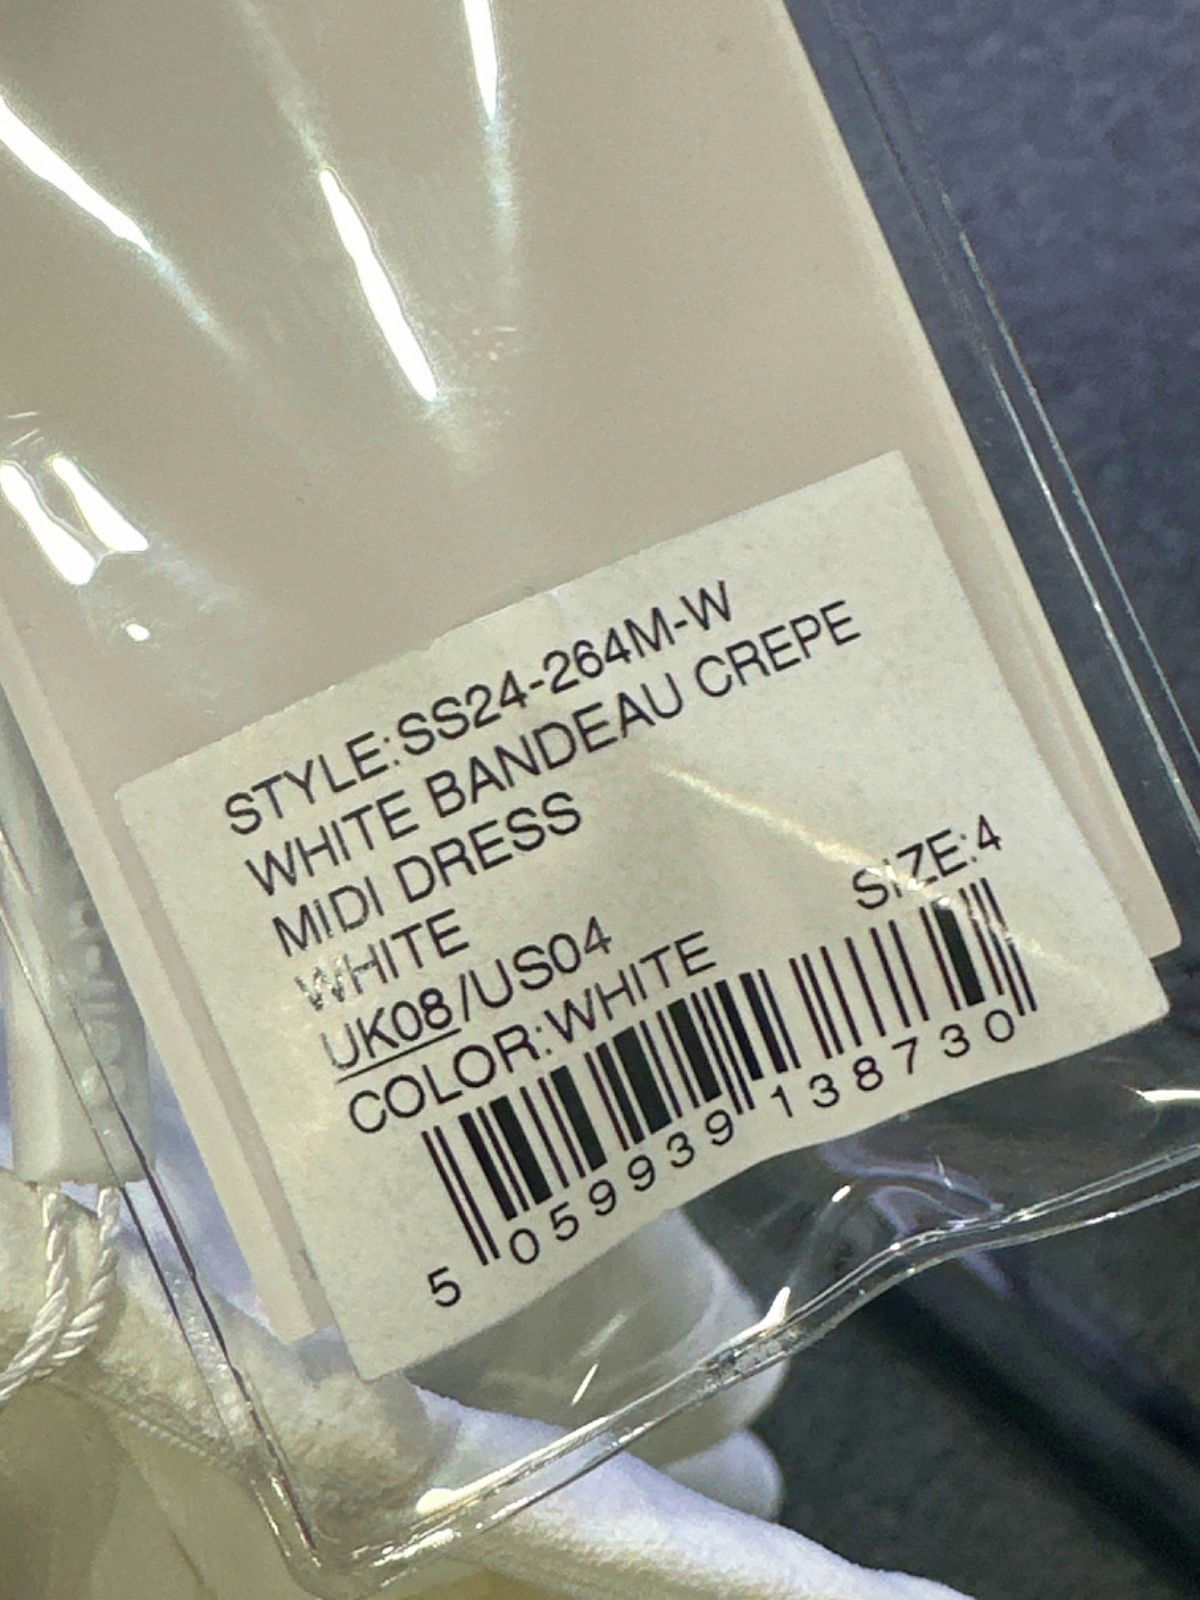 STYLE:SS24-264M-W
WHITE BANDEAU CREPE
MIDI DRESS
WHITE
SIZE:4
UK08/US04
COLOR:WHITE
5 059939 138730